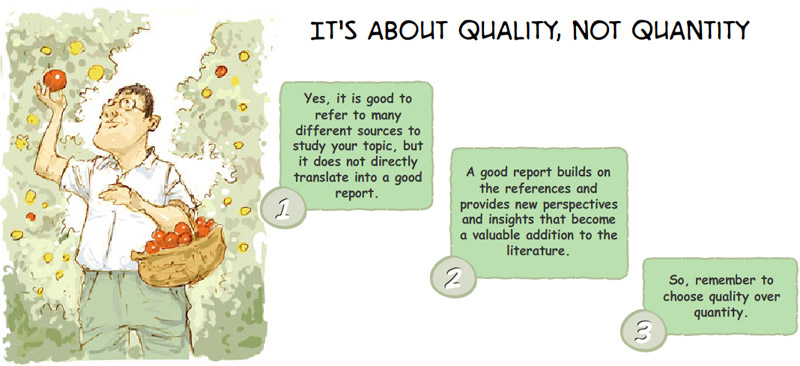 IT'S ABOUT QUALITY, NOT QUANTITY
Yes, it is good to
refer to many
different sources to
study your topic, but
it does not directly
translate into a good
report.
1
A good report builds on
the references and
provides new perspectives
and insights that become
a valuable addition to the
literature.
2
So, remember to
choose quality over
quantity.
3